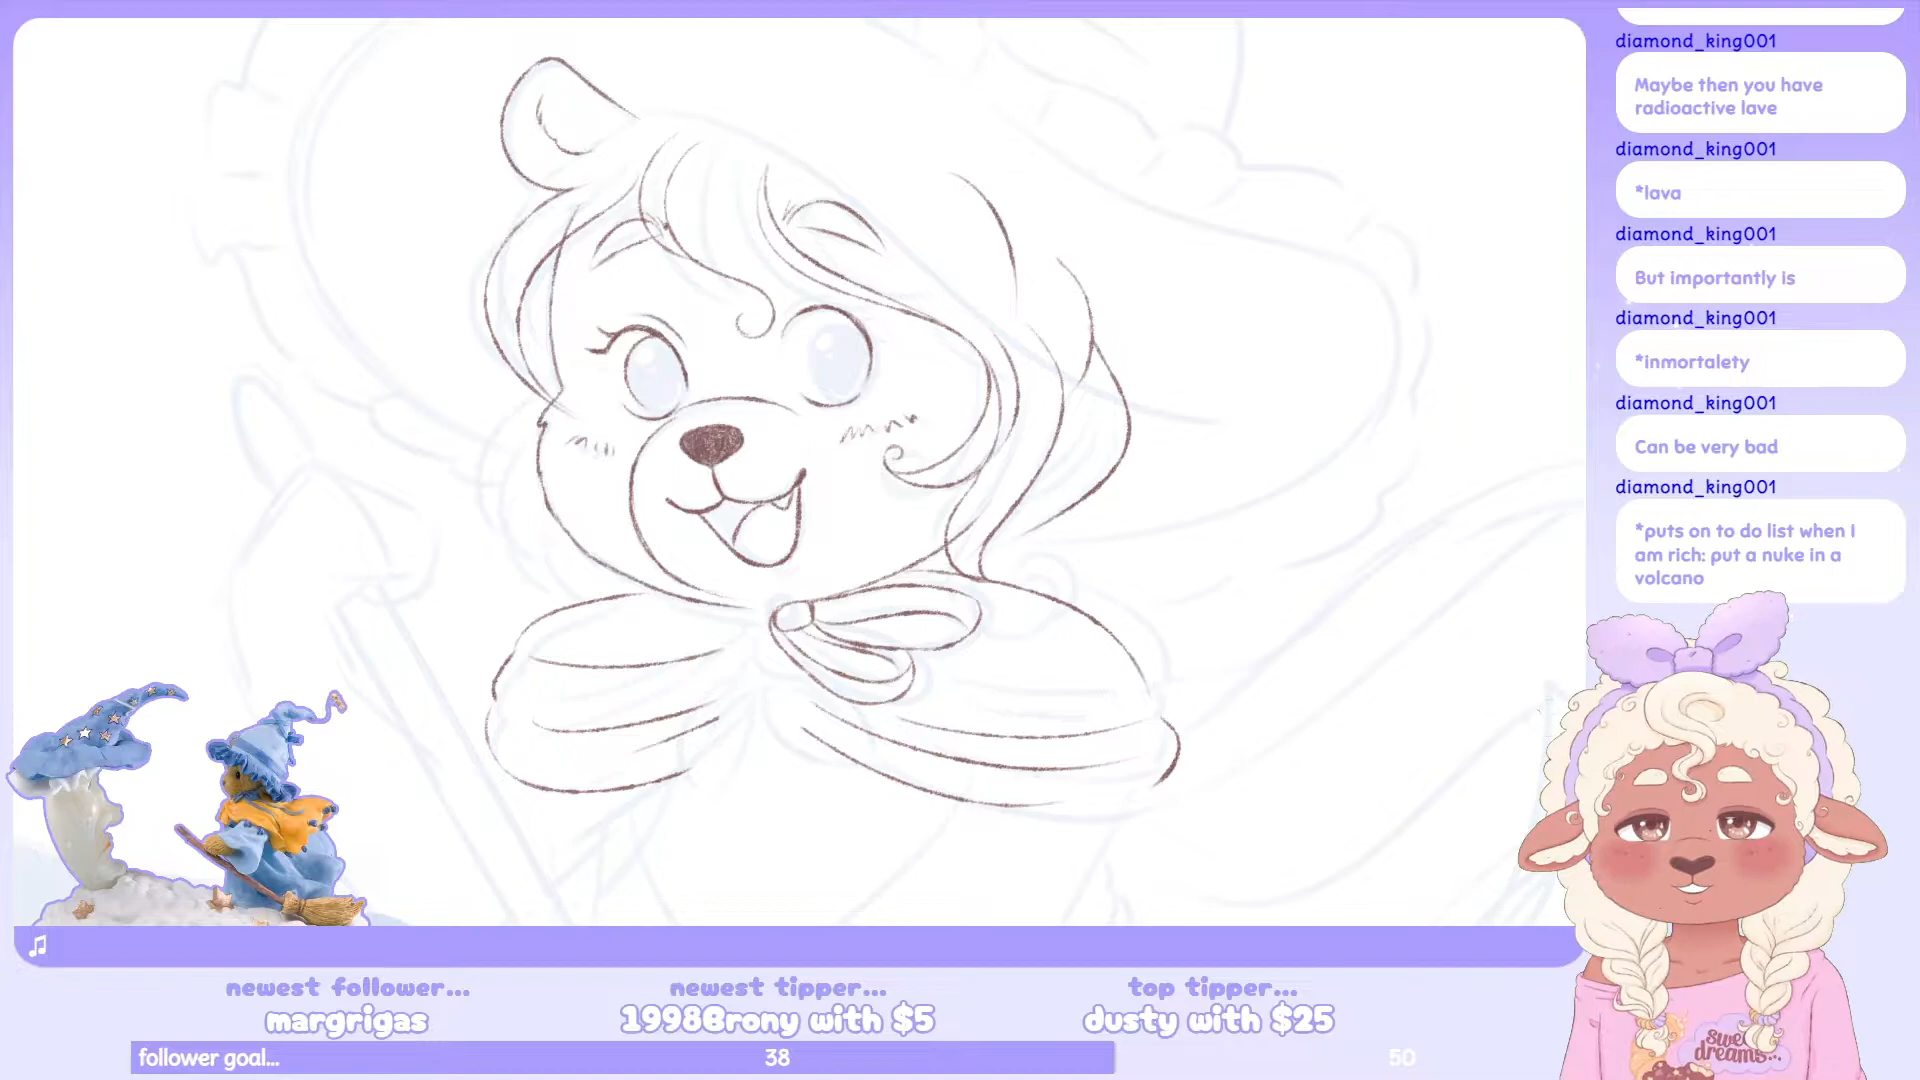 diamond_king001
Maybe then you have
radioactive lave
diamond_king001
*lava
diamond_king001
But importantly is
diamond_king001
*inmortalety
diamond_king001
Can be very bad
diamond_king001
*puts on to do list when I
am rich: put a nuke in a
volcano
newest follower...
margrigas
newest tipper...
1998Brony with $5
top tipper...
dusty with $25
follower goal...
38
50
dreams...